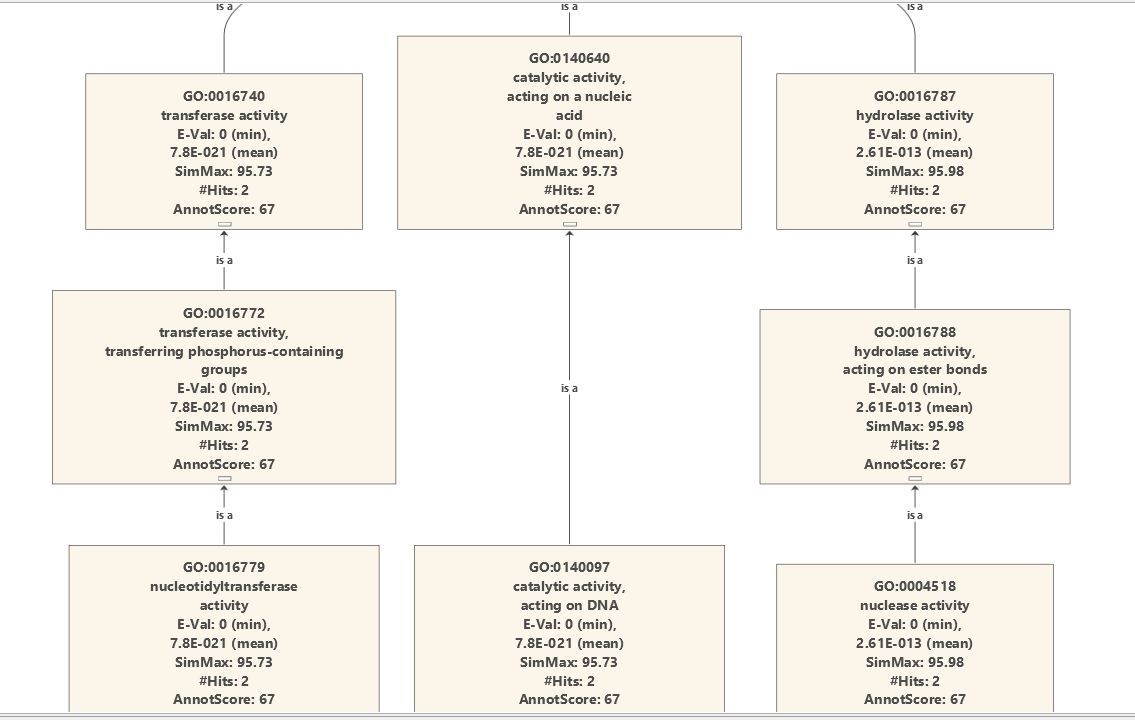 is a
is a
is a
GO:0016740
transferase activity
E-Val: 0 (min),
7.8E-021 (mean)
SimMax: 95.73
#Hits: 2
AnnotScore: 67
GO:0140640
catalytic activity,
acting on a nucleic
acid
E-Val: 0 (min),
7.8E-021 (mean)
SimMax: 95.73
#Hits: 2
AnnotScore: 67
GO:0016787
hydrolase activity
E-Val: 0 (min),
2.61E-013 (mean)
SimMax: 95.98
#Hits: 2
AnnotScore: 67
is a
is a
is a
GO:0016772
transferase activity,
transferring phosphorus-containing
groups
E-Val: 0 (min),
7.8E-021 (mean)
SimMax: 95.73
#Hits: 2
AnnotScore: 67
GO:0016788
hydrolase activity,
acting on ester bonds
E-Val: 0 (min),
2.61E-013 (mean)
SimMax: 95.98
#Hits: 2
AnnotScore: 67
is a
is a
GO:0016779
nucleotidyltransferase
activity
E-Val: 0 (min),
7.8E-021 (mean)
SimMax: 95.73
#Hits: 2
AnnotScore: 67
GO:0140097
catalytic activity,
acting on DNA
E-Val: 0 (min),
7.8E-021 (mean)
SimMax: 95.73
#Hits: 2
AnnotScore: 67
GO:0004518
nuclease activity
E-Val: 0 (min),
2.61E-013 (mean)
SimMax: 95.98
#Hits: 2
AnnotScore: 67